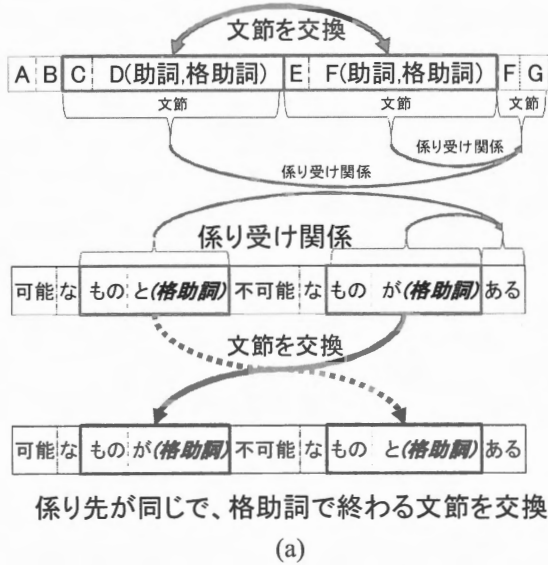 文節を交換
A B C D(助詞,格助詞) E F(助詞,格助詞) F G
文節 文節 文節
係り受け関係
係り受け関係
係り受け関係
可能 な もの と(格助詞) 不可能 な もの が(格助詞) ある
文節を交換
可能 な もの が(格助詞) 不可能 な もの と(格助詞) ある
係り先が同じで、格助詞で終わる文節を交換
(a)